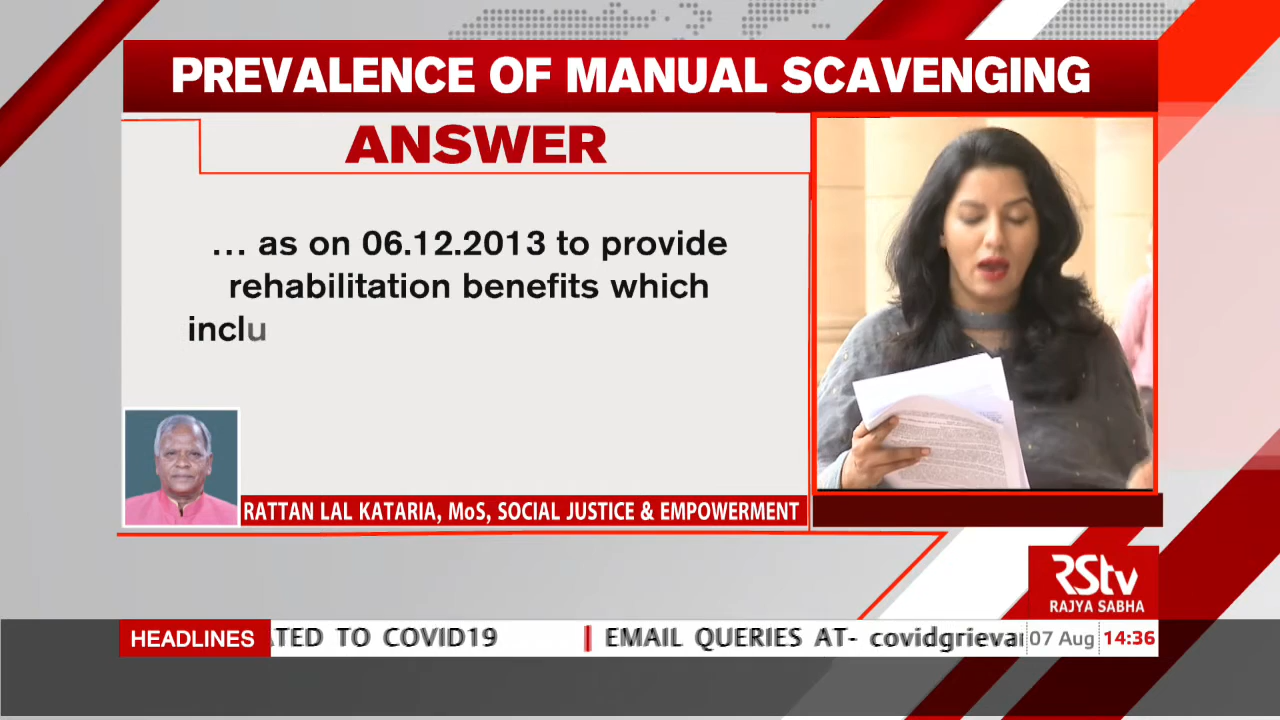 PREVALENCE OF MANUAL SCAVENGING
ANSWER
... as on 06.12.2013 to provide
rehabilitation benefits which
inclu
RATTAN LAL KATARIA, MoS, SOCIAL JUSTICE & EMPOWERMENT
RSTV
RAJYA SABHA
HEADLINES ATED TO COVID19 | EMAIL QUERIES AT- covidgrieva 07 Aug 14:36